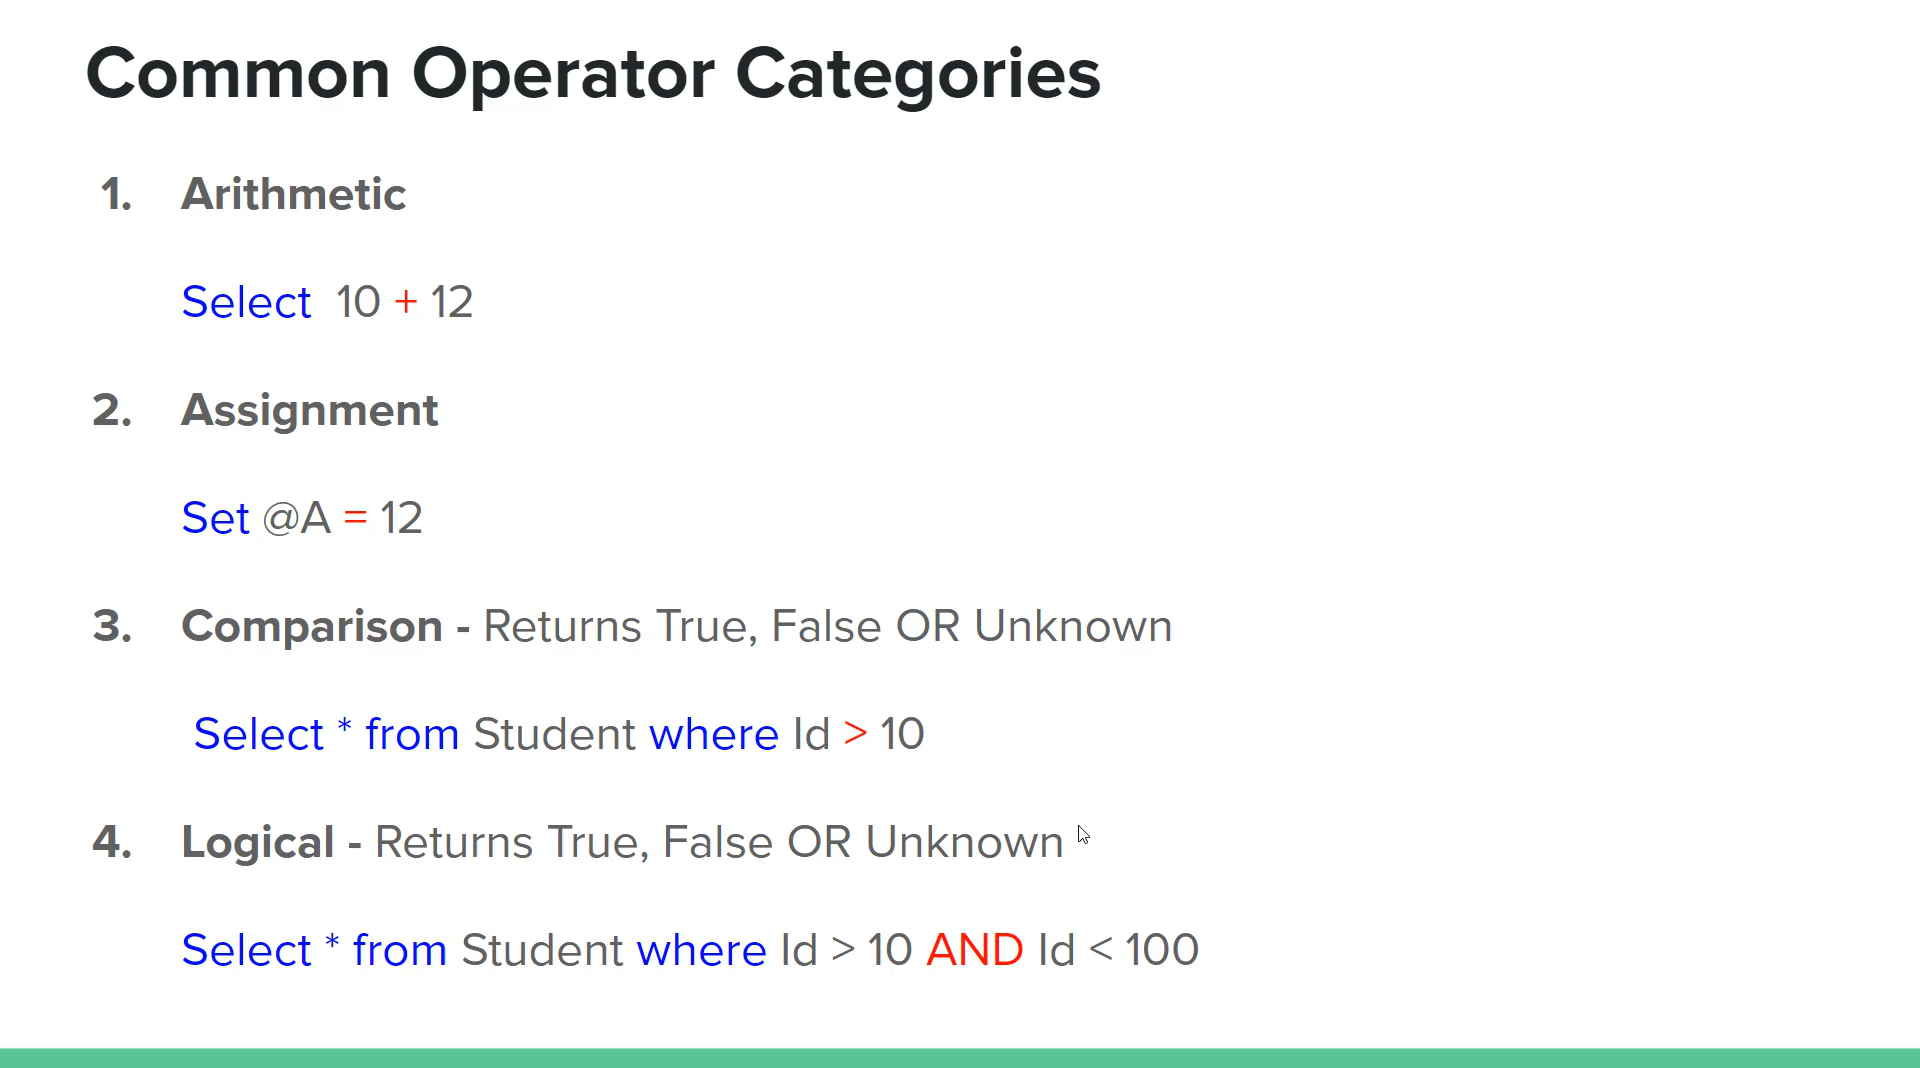 Common Operator Categories
1. Arithmetic
Select 10 + 12
2. Assignment
Set @A = 12
3. Comparison - Returns True, False OR Unknown
Select * from Student where Id > 10
4. Logical - Returns True, False OR Unknown
Select * from Student where Id > 10 AND Id < 100